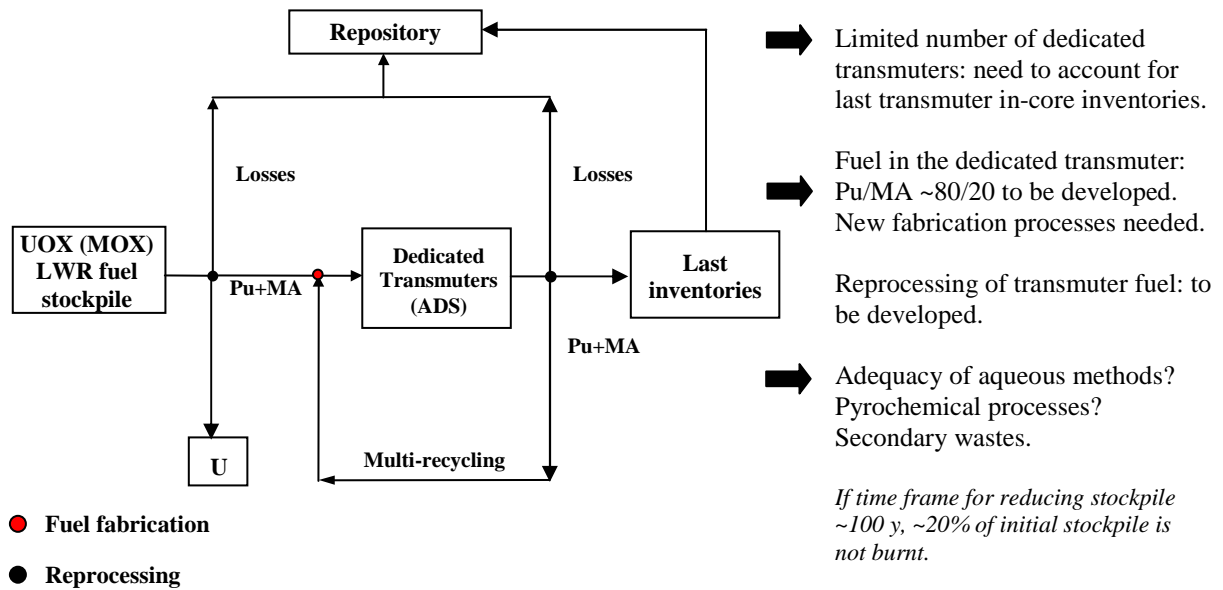 Repository
Losses
Losses
UOX (MOX)
LWR fuel
stockpile
Pu+MA
Dedicated
Transmuters
(ADS)
Last
inventories
Pu+MA
U
Multi-recycling
Fuel fabrication
Reprocessing
Limited number of dedicated
transmuters: need to account for
last transmuter in-core inventories.
Fuel in the dedicated transmuter:
Pu/MA ~80/20 to be developed.
New fabrication processes needed.
Reprocessing of transmuter fuel: to
be developed.
Adequacy of aqueous methods?
Pyrochemical processes?
Secondary wastes.
If time frame for reducing stockpile
~100 y, ~20% of initial stockpile is
not burnt.